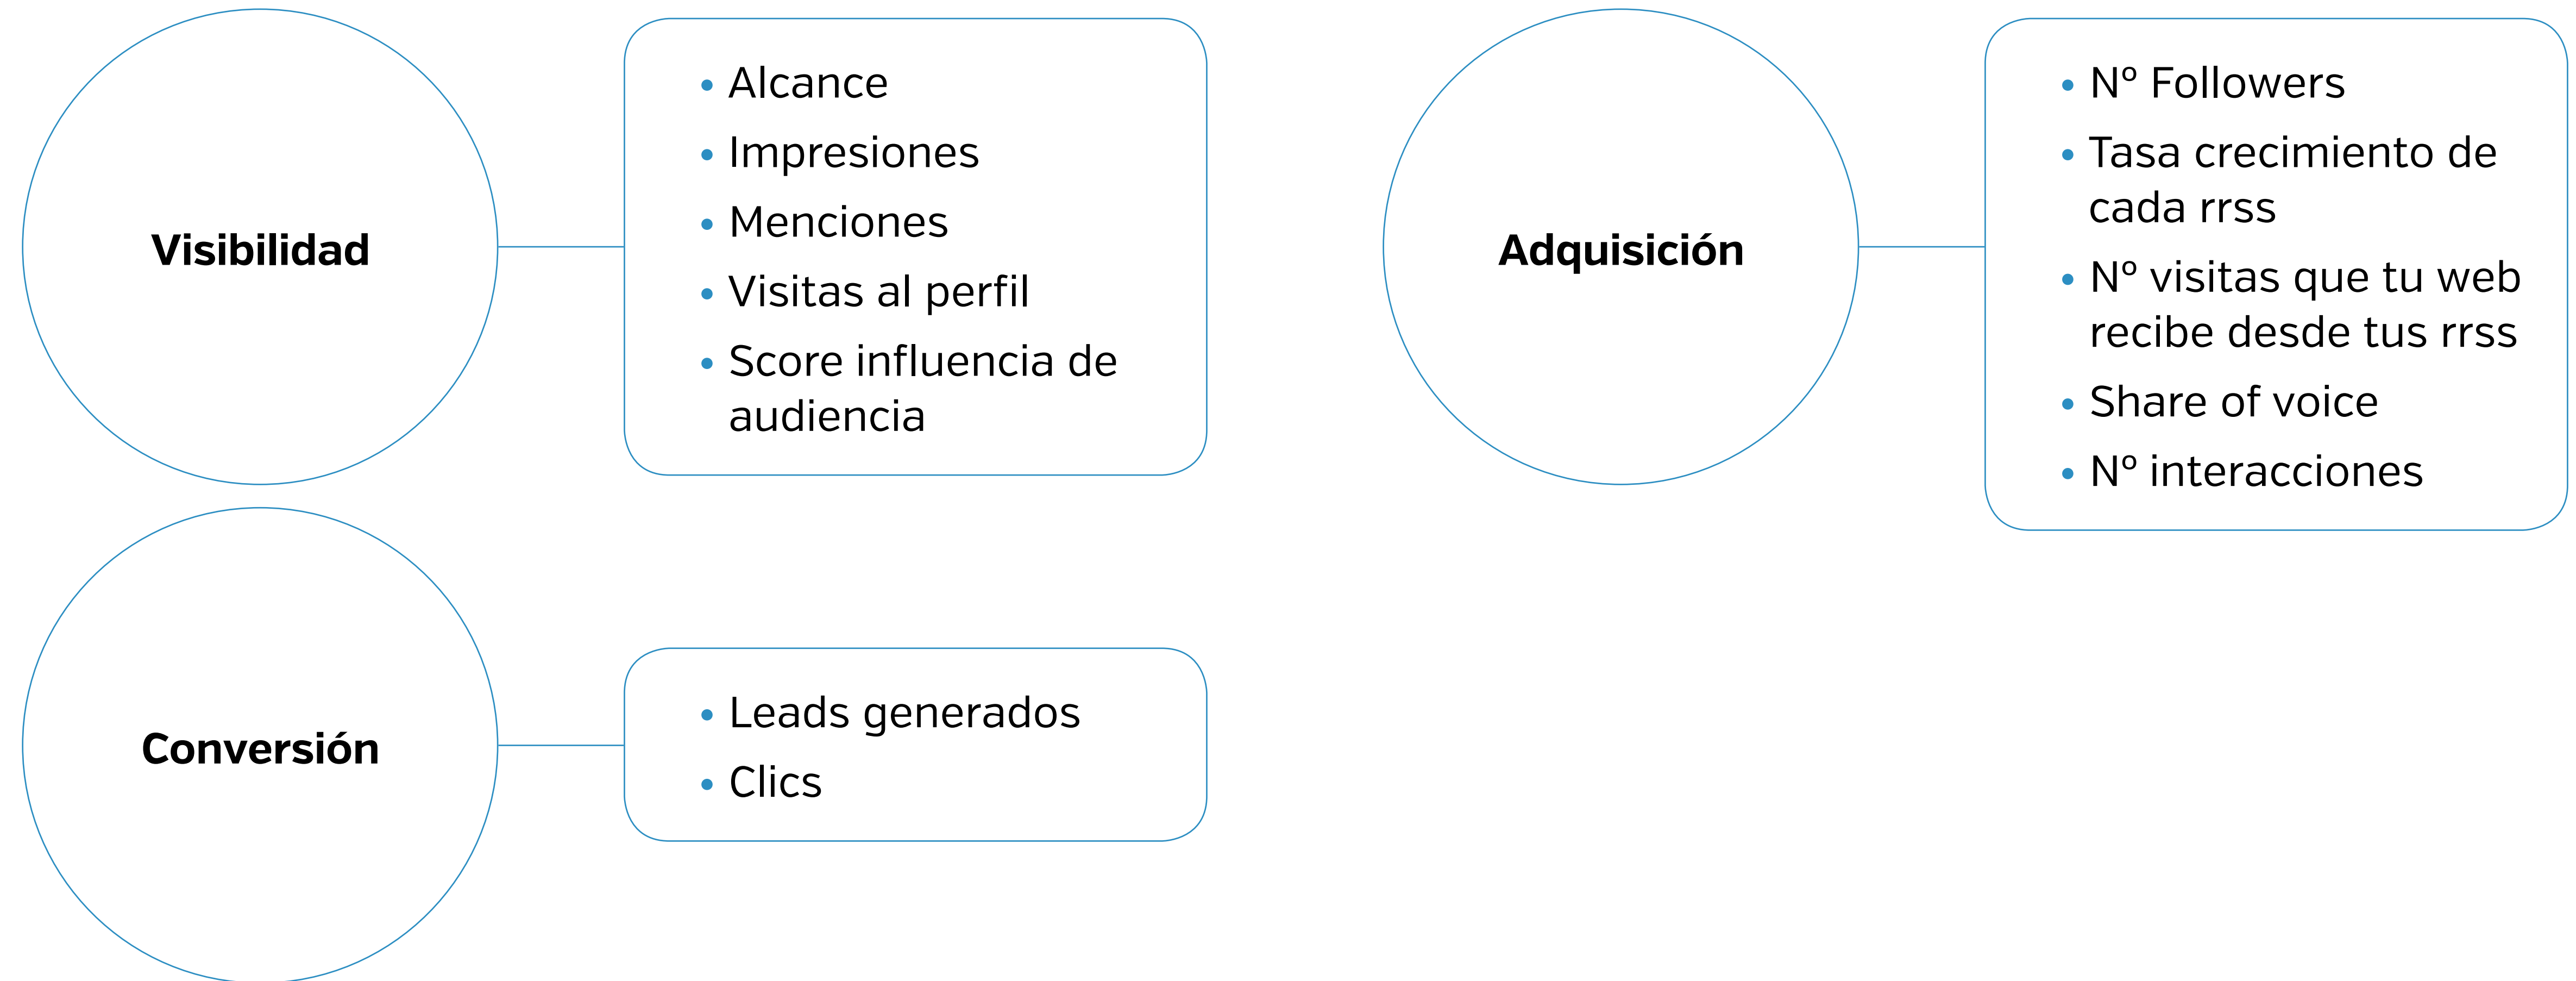 Visibilidad
• Alcance
• Impresiones
• Menciones
• Visitas al perfil
• Score influencia de
audiencia
Adquisición
• Nº Followers
• Tasa crecimiento de
cada rrss
• Nº visitas que tu web
recibe desde tus rrss
• Share of voice
• Nº interacciones
Conversión
• Leads generados
• Clics